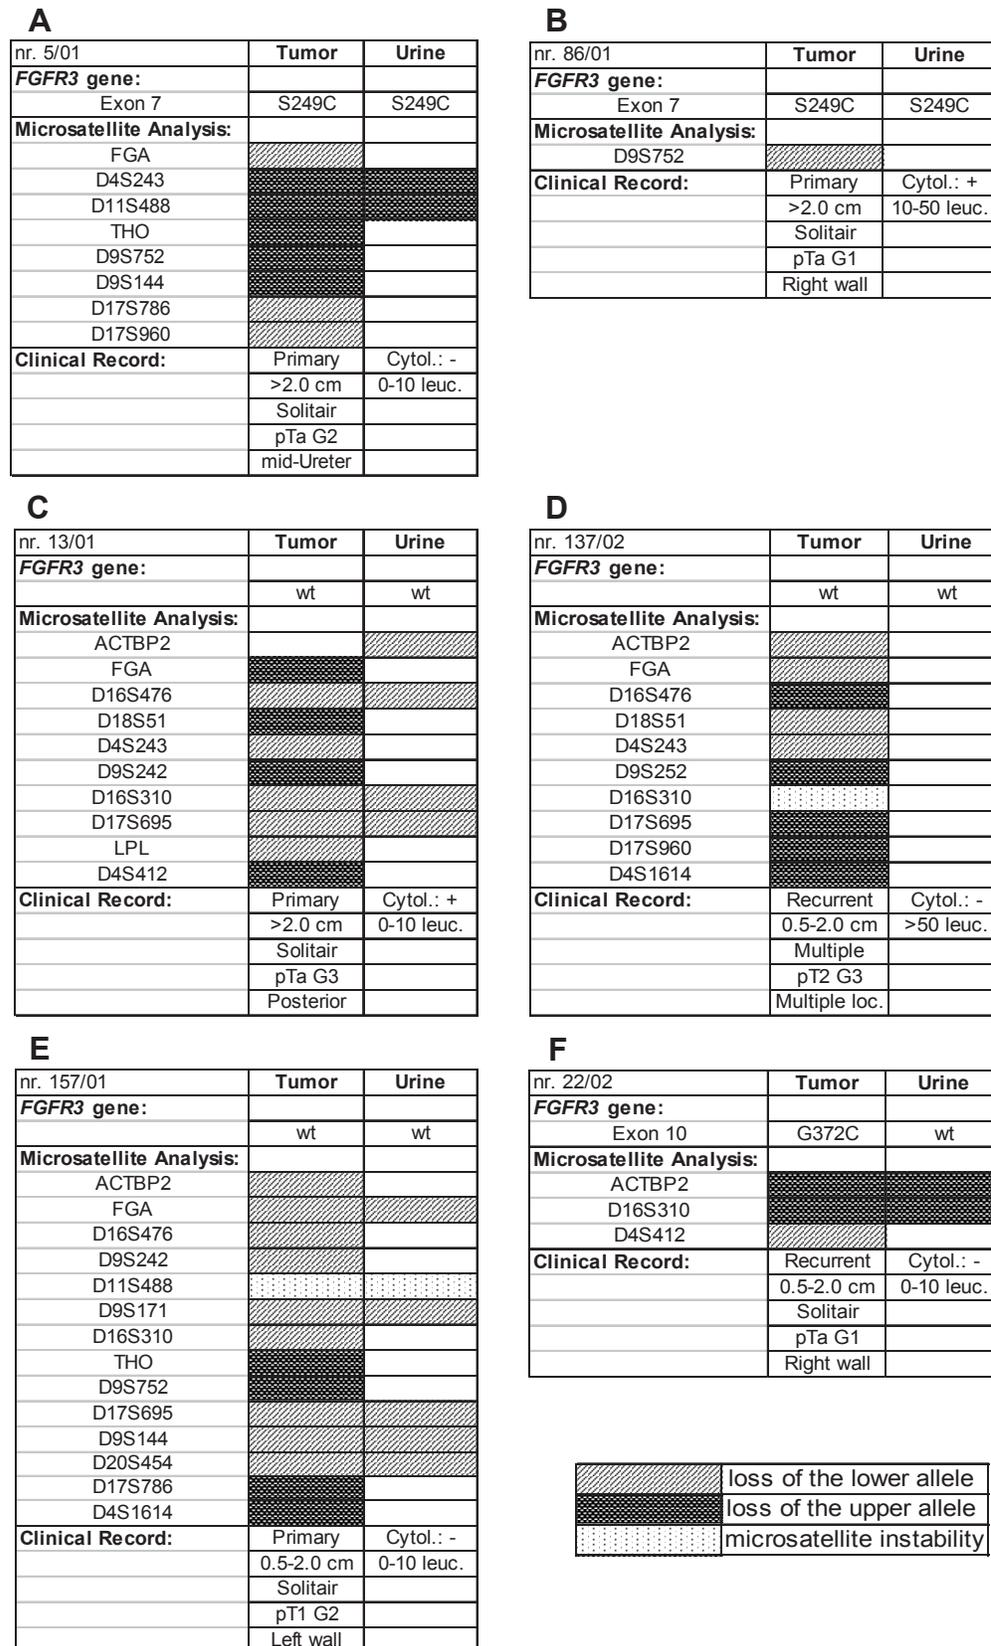 A
nr. 5/01 Tumor Urine
FGFR3 gene:
Exon 7 S249C S249C
Microsatellite Analysis:
FGA
D4S243
D11S488
THO
D9S752
D9S144
D17S786
D17S960
Clinical Record: Primary Cytol.: -
>2.0 cm 0-10 leuc.
Solitair
pTa G2
mid-Ureter
B
nr. 86/01 Tumor Urine
FGFR3 gene:
Exon 7 S249C S249C
Microsatellite Analysis:
D9S752
Clinical Record: Primary Cytol.: +
>2.0 cm 10-50 leuc.
Solitair
pTa G1
Right wall
C
nr. 13/01 Tumor Urine
FGFR3 gene:
wt wt
Microsatellite Analysis:
ACTBP2
FGA
D16S476
D18S51
D4S243
D9S242
D16S310
D17S695
LPL
D4S412
Clinical Record: Primary Cytol.: +
>2.0 cm 0-10 leuc.
Solitair
pTa G3
Posterior
D
nr. 137/02 Tumor Urine
FGFR3 gene:
wt wt
Microsatellite Analysis:
ACTBP2
FGA
D16S476
D18S51
D4S243
D9S252
D16S310
D17S695
D17S960
D4S1614
Clinical Record: Recurrent Cytol.: -
0.5-2.0 cm >50 leuc.
Multiple
pT2 G3
Multiple loc.
E
nr. 157/01 Tumor Urine
FGFR3 gene:
wt wt
Microsatellite Analysis:
ACTBP2
FGA
D16S476
D9S242
D11S488
D9S171
D16S310
THO
D9S752
D17S695
D9S144
D20S454
D17S786
D4S1614
Clinical Record: Primary Cytol.: -
0.5-2.0 cm 0-10 leuc.
Solitair
pT1 G2
Left wall
F
nr. 22/02 Tumor Urine
FGFR3 gene:
Exon 10 G372C wt
Microsatellite Analysis:
ACTBP2
D16S310
D4S412
Clinical Record: Recurrent Cytol.: -
0.5-2.0 cm 0-10 leuc.
Solitair
pTa G1
Right wall
loss of the lower allele
loss of the upper allele
microsatellite instability